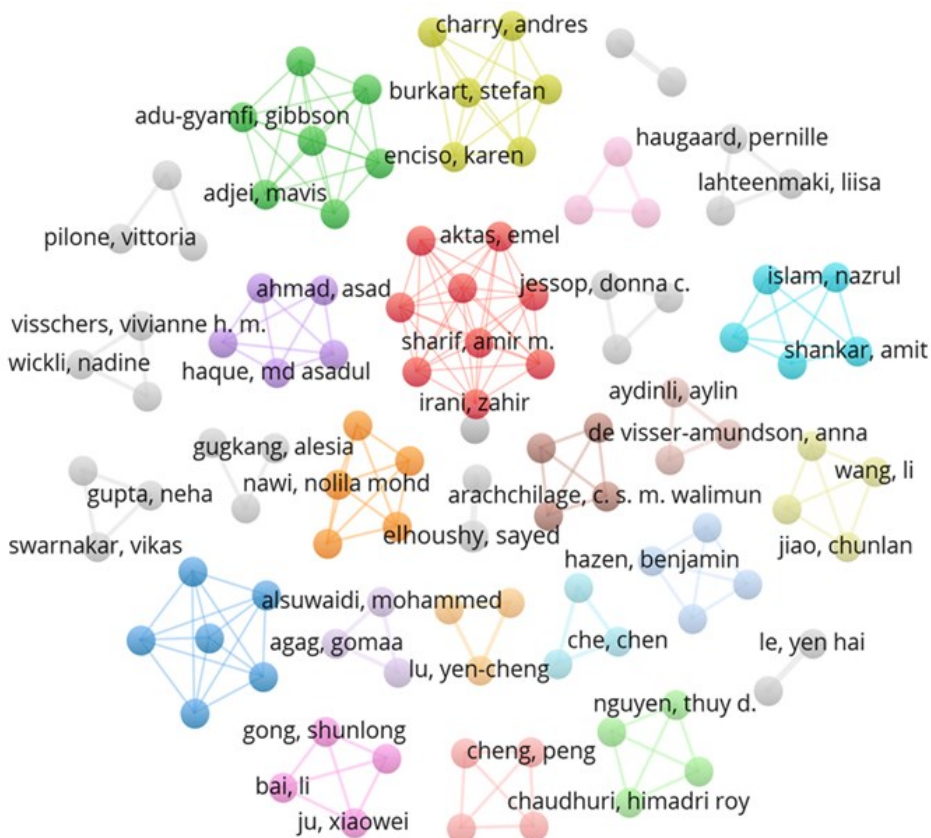 charry, andres
burkart, stefan
adu-gyamfi, gibbson
haugaard, pernille
enciso, karen
lahteenmaki, liisa
adjei, mavis
pilone, vittoria
aktas, emel
islam, nazrul
jessop, donna c.
ahmad, asad
visschers, vivianne h. m.
sharif, amir m.
shankar, amit
wickli, nadine
haque, md asadul
aydinli, aylin
irani, zahir
de visser-amundson, anna
gugkang, alesia
wang, li
nawi, nolila mohd
gupta, neha
arachchilage, c. s. m. walimun
elhoushy, sayed
jiao, chunlan
swarnakar, vikas
hazen, benjamin
alsuwaidi, mohammed
agag, gomaa
che, chen
le, yen hai
lu, yen-cheng
nguyen, thuy d.
gong, shunlong
cheng, peng
bai, li
chaudhuri, himadri roy
ju, xiaowei